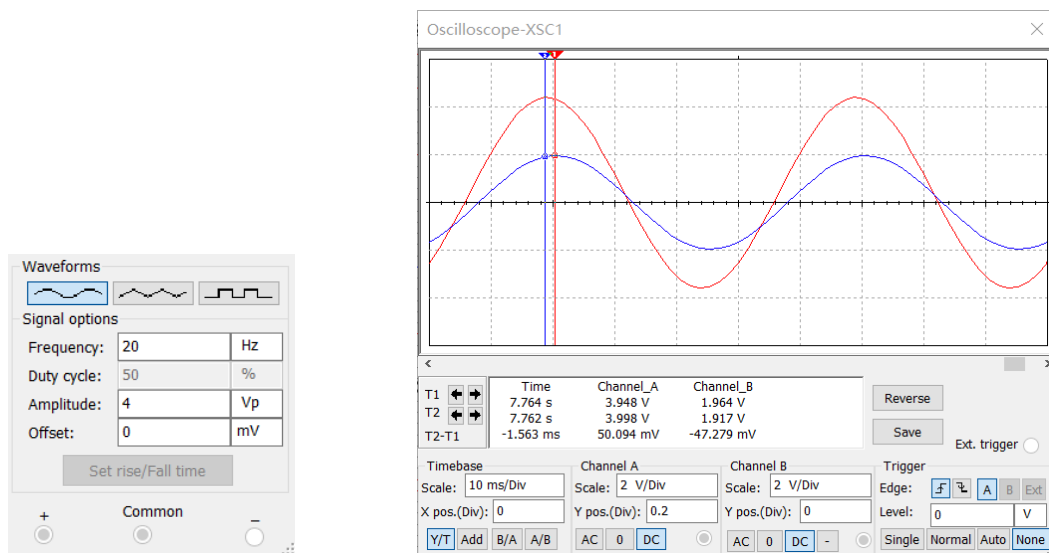 Oscilloscope-XSC1
Waveforms
Signal options
Frequency: 20 Hz
Duty cycle: 50 %
Amplitude: 4 Vp
Offset: 0 mV
Set rise/Fall time
+ Common −
Time Channel_A Channel_B
T1 7.764 s 3.948 V 1.964 V
T2 7.762 s 3.998 V 1.917 V
T2-T1 -1.563 ms 50.094 mV -47.279 mV
Reverse
Save
Ext. trigger
Timebase
Scale: 10 ms/Div
X pos.(Div): 0
Y/T Add B/A A/B
Channel A
Scale: 2 V/Div
Y pos.(Div): 0.2
AC 0 DC
Channel B
Scale: 2 V/Div
Y pos.(Div): 0
AC 0 DC -
Trigger
Edge: A B Ext
Level: 0 V
Single Normal Auto None